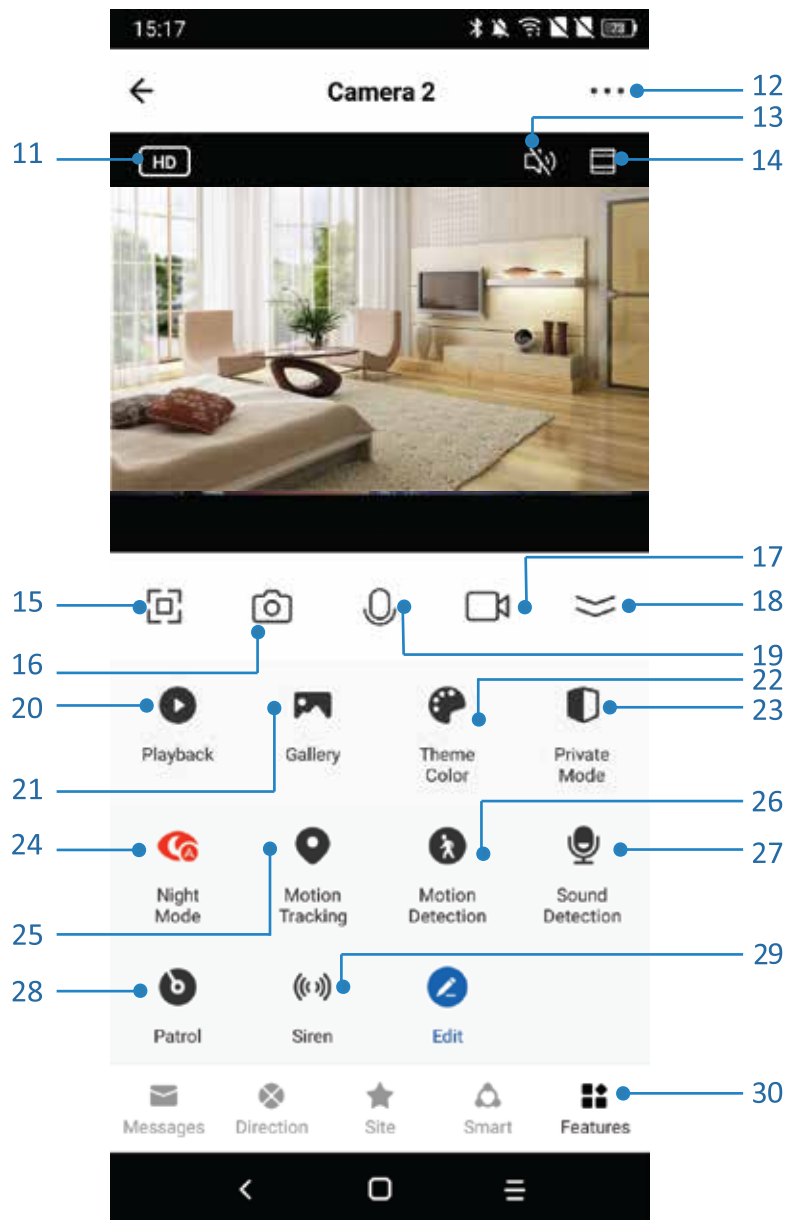 15:17 23
Camera 2 12
13
11 HD 14
17
15 18
16 19
22
20 23
Playback Gallery Theme Color Private Mode
21
26
24 A 27
Night Mode Motion Tracking Motion Detection Sound Detection
25
29
28
Patrol Siren Edit
30
Messages Direction Site Smart Features